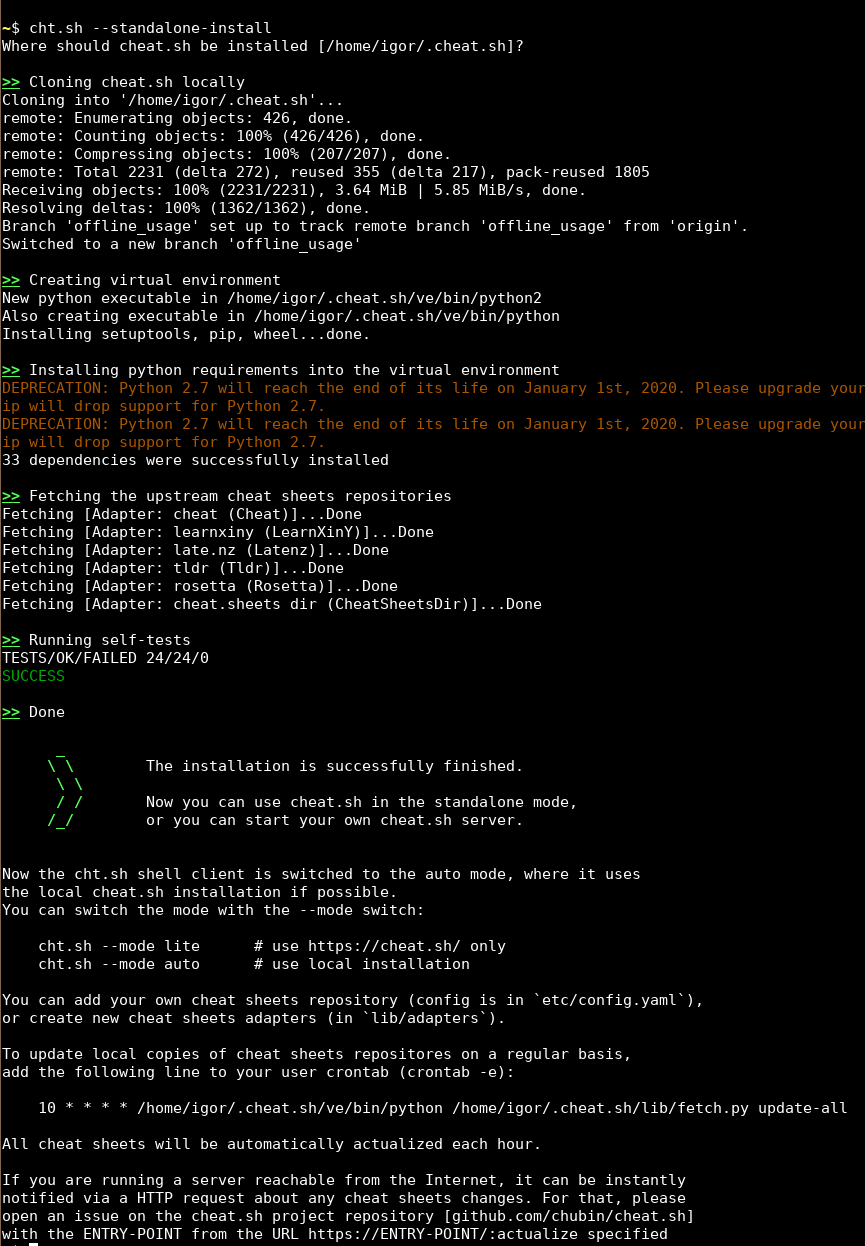 ~$ cht.sh --standalone-install
Where should cheat.sh be installed [/home/igor/.cheat.sh]?
>> Cloning cheat.sh locally
Cloning into '/home/igor/.cheat.sh'...
remote: Enumerating objects: 426, done.
remote: Counting objects: 100% (426/426), done.
remote: Compressing objects: 100% (207/207), done.
remote: Total 2231 (delta 272), reused 355 (delta 217), pack-reused 1805
Receiving objects: 100% (2231/2231), 3.64 MiB | 5.85 MiB/s, done.
Resolving deltas: 100% (1362/1362), done.
Branch 'offline_usage' set up to track remote branch 'offline_usage' from 'origin'.
Switched to a new branch 'offline_usage'
>> Creating virtual environment
New python executable in /home/igor/.cheat.sh/ve/bin/python2
Also creating executable in /home/igor/.cheat.sh/ve/bin/python
Installing setuptools, pip, wheel...done.
>> Installing python requirements into the virtual environment
DEPRECATION: Python 2.7 will reach the end of its life on January 1st, 2020. Please upgrade your
ip will drop support for Python 2.7.
DEPRECATION: Python 2.7 will reach the end of its life on January 1st, 2020. Please upgrade your
ip will drop support for Python 2.7.
33 dependencies were successfully installed
>> Fetching the upstream cheat sheets repositories
Fetching [Adapter: cheat (Cheat)]...Done
Fetching [Adapter: learnxiny (LearnXinY)]...Done
Fetching [Adapter: late.nz (Latenz)]...Done
Fetching [Adapter: tldr (Tldr)]...Done
Fetching [Adapter: rosetta (Rosetta)]...Done
Fetching [Adapter: cheat.sheets dir (CheatSheetsDir)]...Done
>> Running self-tests
TESTS/OK/FAILED 24/24/0
SUCCESS
>> Done
      _
     \ \        The installation is successfully finished.
      \ \
      / /       Now you can use cheat.sh in the standalone mode,
     /_/        or you can start your own cheat.sh server.
Now the cht.sh shell client is switched to the auto mode, where it uses
the local cheat.sh installation if possible.
You can switch the mode with the --mode switch:
    cht.sh --mode lite      # use https://cheat.sh/ only
    cht.sh --mode auto      # use local installation
You can add your own cheat sheets repository (config is in `etc/config.yaml`),
or create new cheat sheets adapters (in `lib/adapters`).
To update local copies of cheat sheets repositores on a regular basis,
add the following line to your user crontab (crontab -e):
    10 * * * * /home/igor/.cheat.sh/ve/bin/python /home/igor/.cheat.sh/lib/fetch.py update-all
All cheat sheets will be automatically actualized each hour.
If you are running a server reachable from the Internet, it can be instantly
notified via a HTTP request about any cheat sheets changes. For that, please
open an issue on the cheat.sh project repository [github.com/chubin/cheat.sh]
with the ENTRY-POINT from the URL https://ENTRY-POINT/:actualize specified